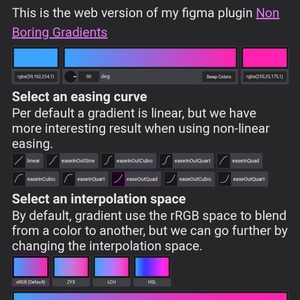 This is the web version of my figma plugin Non
Boring Gradients
rgba(59,162,254,1)
90
deg
Swap Colors
rgba(255,35,175,1)
Select an easing curve
Per default a gradient is linear, but we have
more interesting result when using non-linear
easing.
linear
easeInOutSine
easeInOutCubic
easeInOutQuart
easeInQuad
easeInCubic
easeInQuart
easeOutQuad
easeOutCubic
easeOutQuart
Select an interpolation space
By default, gradient use the rRGB space to blend
from a color to another, but we can go further by
changing the interpolation space.
sRGB (Default)
ZYX
LCH
HSL